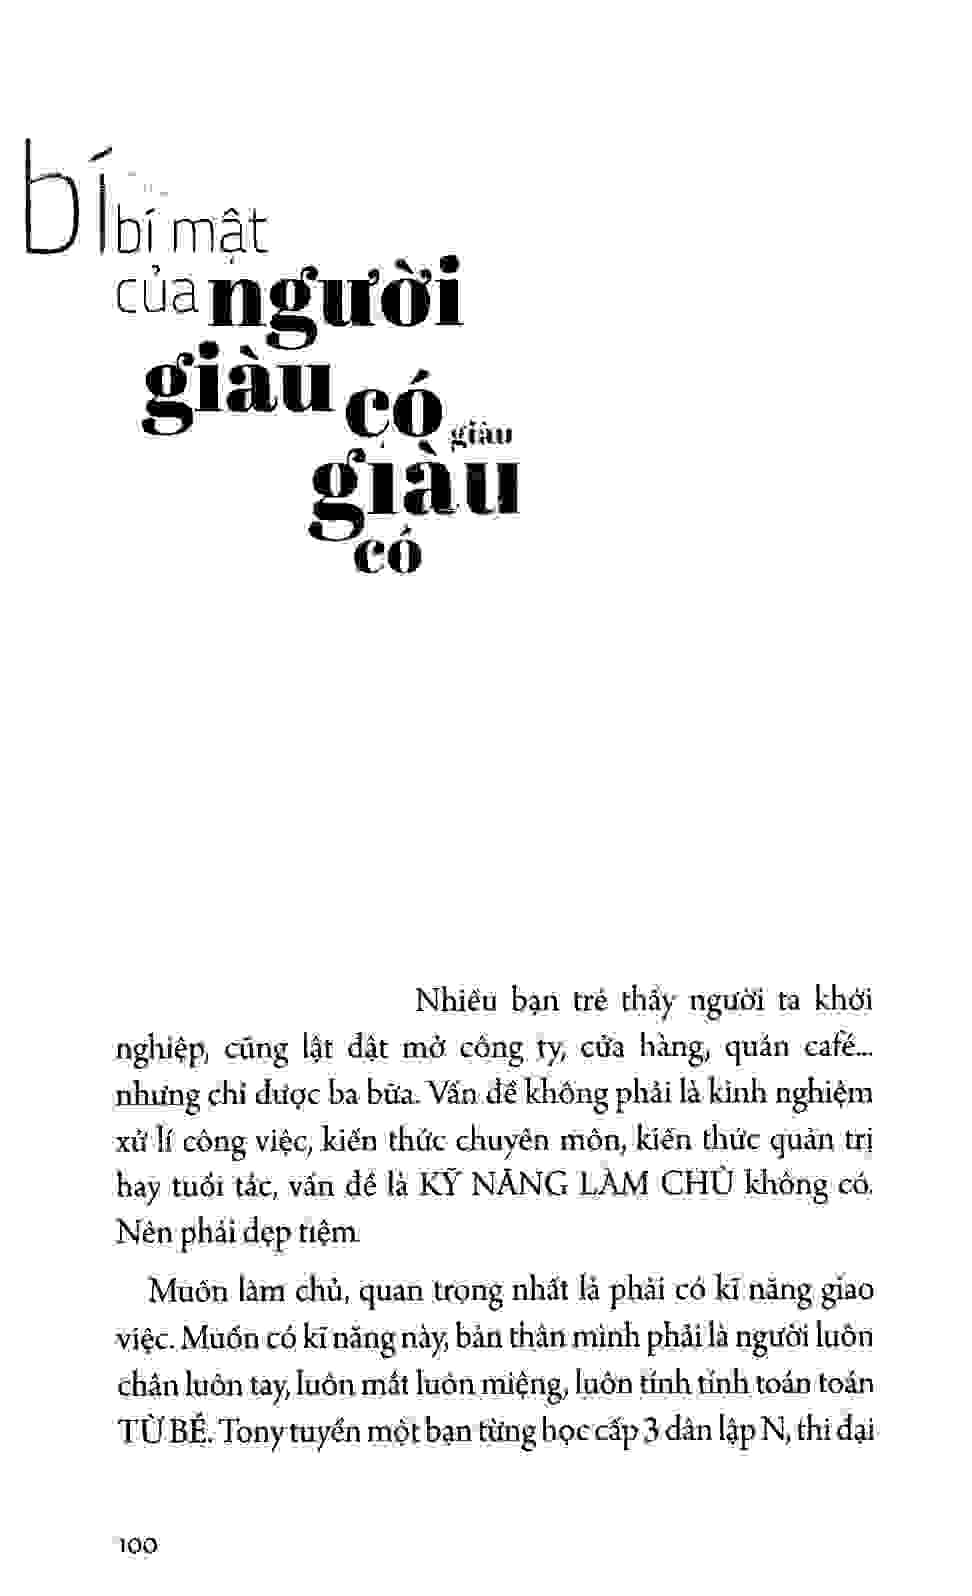 bí
bí mật
của người
giàu có
giàu
giàu
có
Nhiều bạn trẻ thấy người ta khởi
nghiệp, cũng lật đật mở công ty, cửa hàng, quán café...
nhưng chỉ được ba bữa. Vấn đề không phải là kinh nghiệm
xử lí công việc, kiến thức chuyên môn, kiến thức quản trị
hay tuổi tác, vấn đề là KỸ NĂNG LÀM CHỦ không có.
Nên phải dẹp tiệm.
Muốn làm chủ, quan trọng nhất là phải có kĩ năng giao
việc. Muốn có kĩ năng này, bản thân mình phải là người luôn
chân luôn tay, luôn mắt luôn miệng, luôn tính tính toán toán
TỪ BÉ. Tony tuyển một bạn từng học cấp 3 dân lập N, thi đại
100